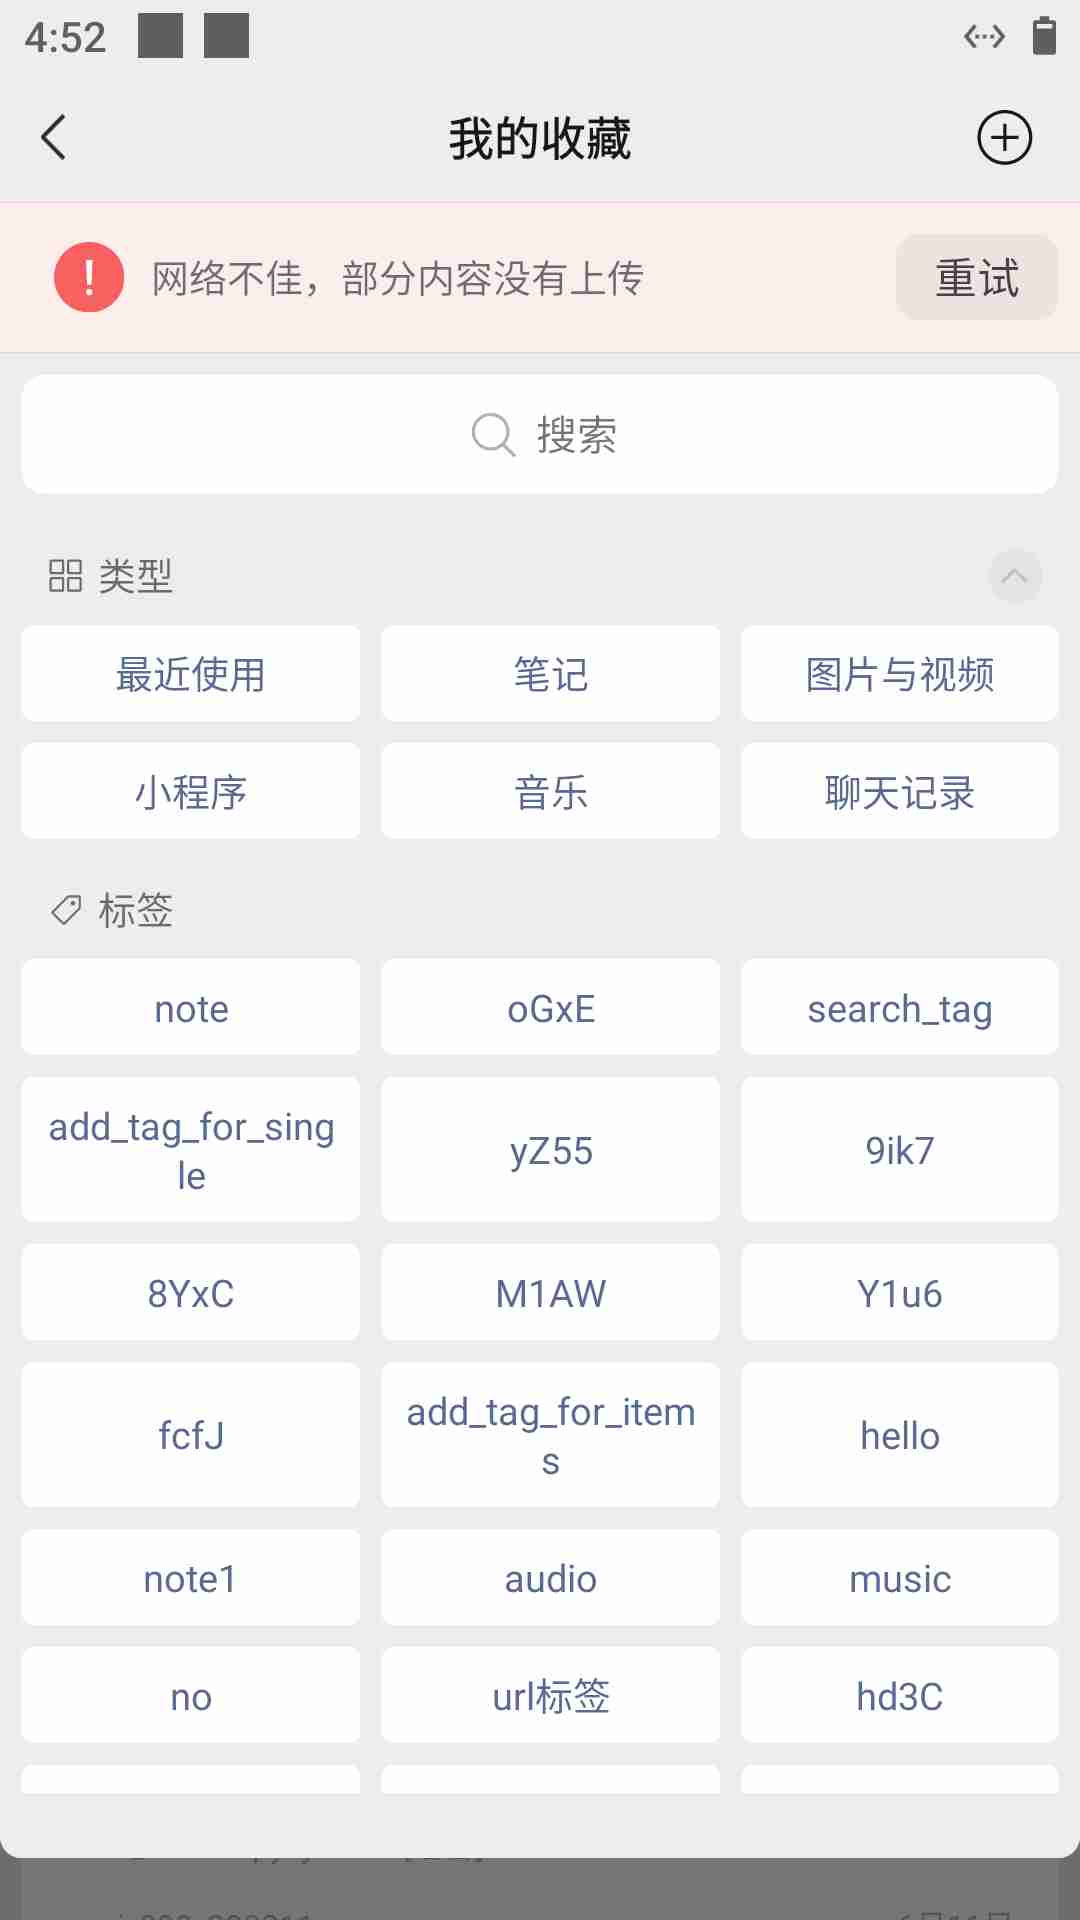 4:52
我的收藏
网络不佳，部分内容没有上传
重试
搜索
类型
最近使用
笔记
图片与视频
小程序
音乐
聊天记录
标签
note
oGxE
search_tag
add_tag_for_sing
le
yZ55
9ik7
8YxC
M1AW
Y1u6
fcfJ
add_tag_for_item
s
hello
note1
audio
music
no
url标签
hd3C